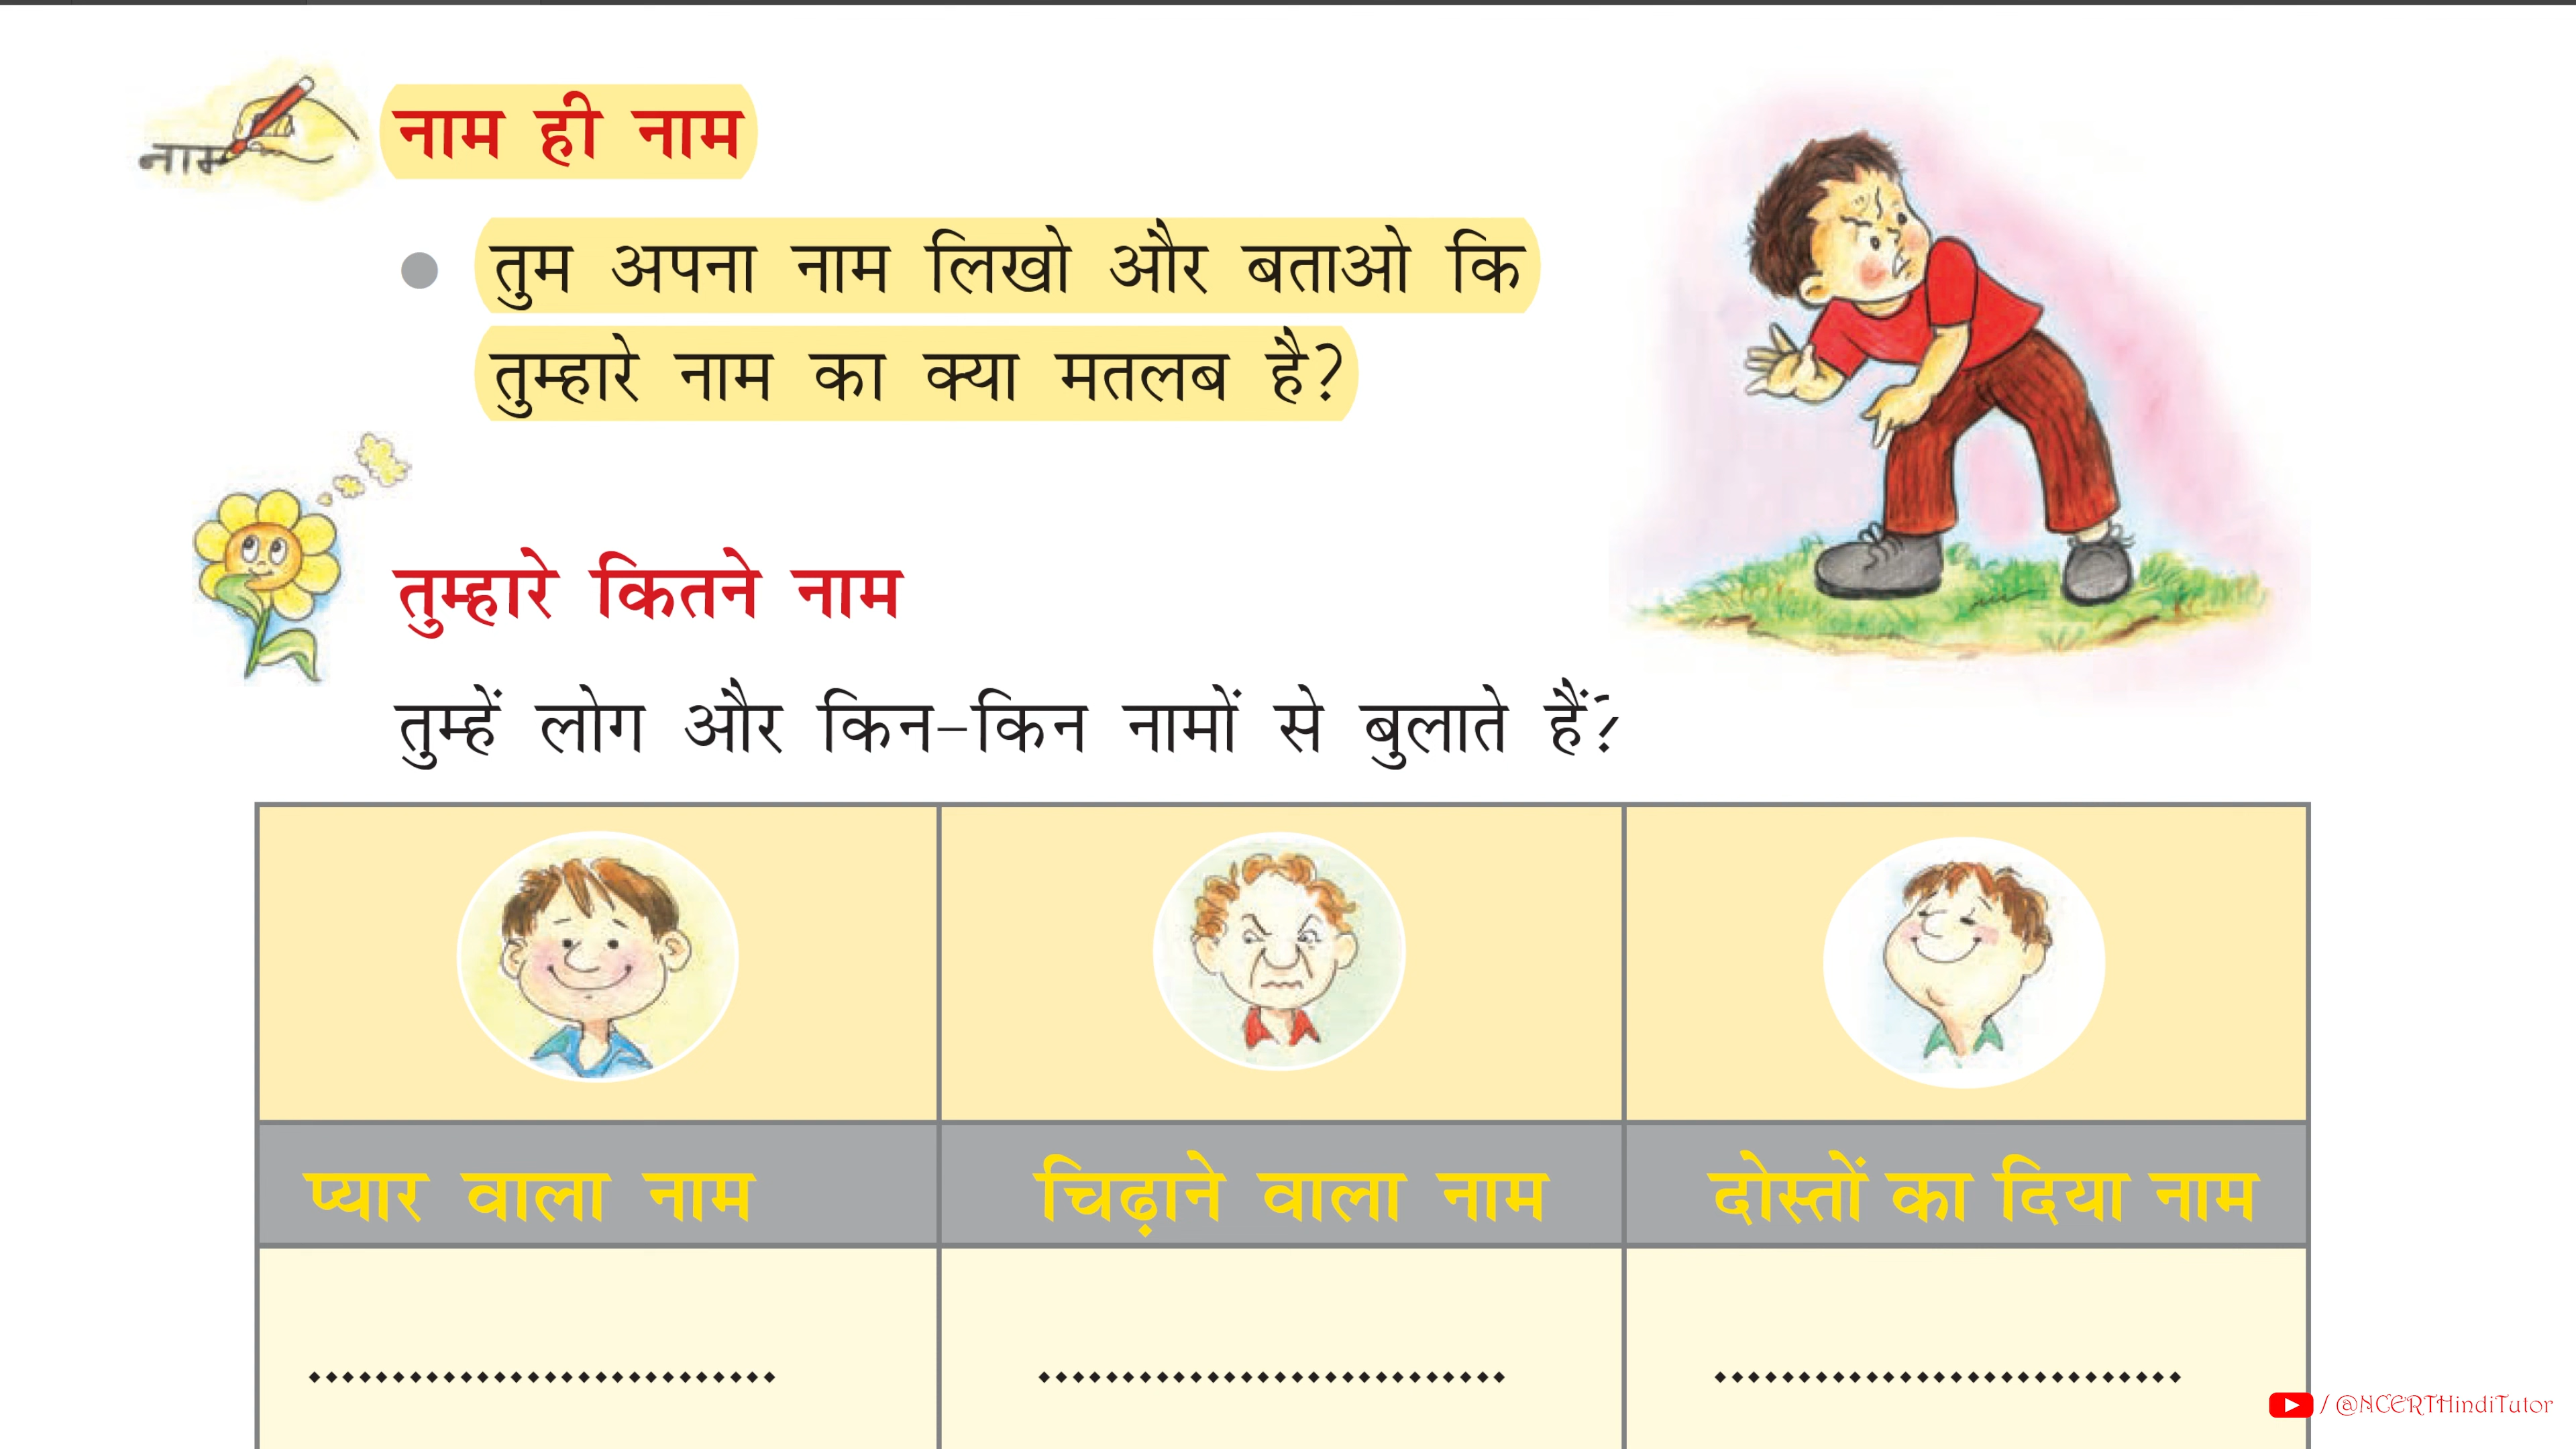 नाम
नाम ही नाम
तुम अपना नाम लिखो और बताओ कि
तुम्हारे नाम का क्या मतलब है?
तुम्हारे कितने नाम
तुम्हें लोग और किन-किन नामों से बुलाते हैं?
प्यार वाला नाम
चिढ़ाने वाला नाम
दोस्तों का दिया नाम
/ @NCERTHindiTutor